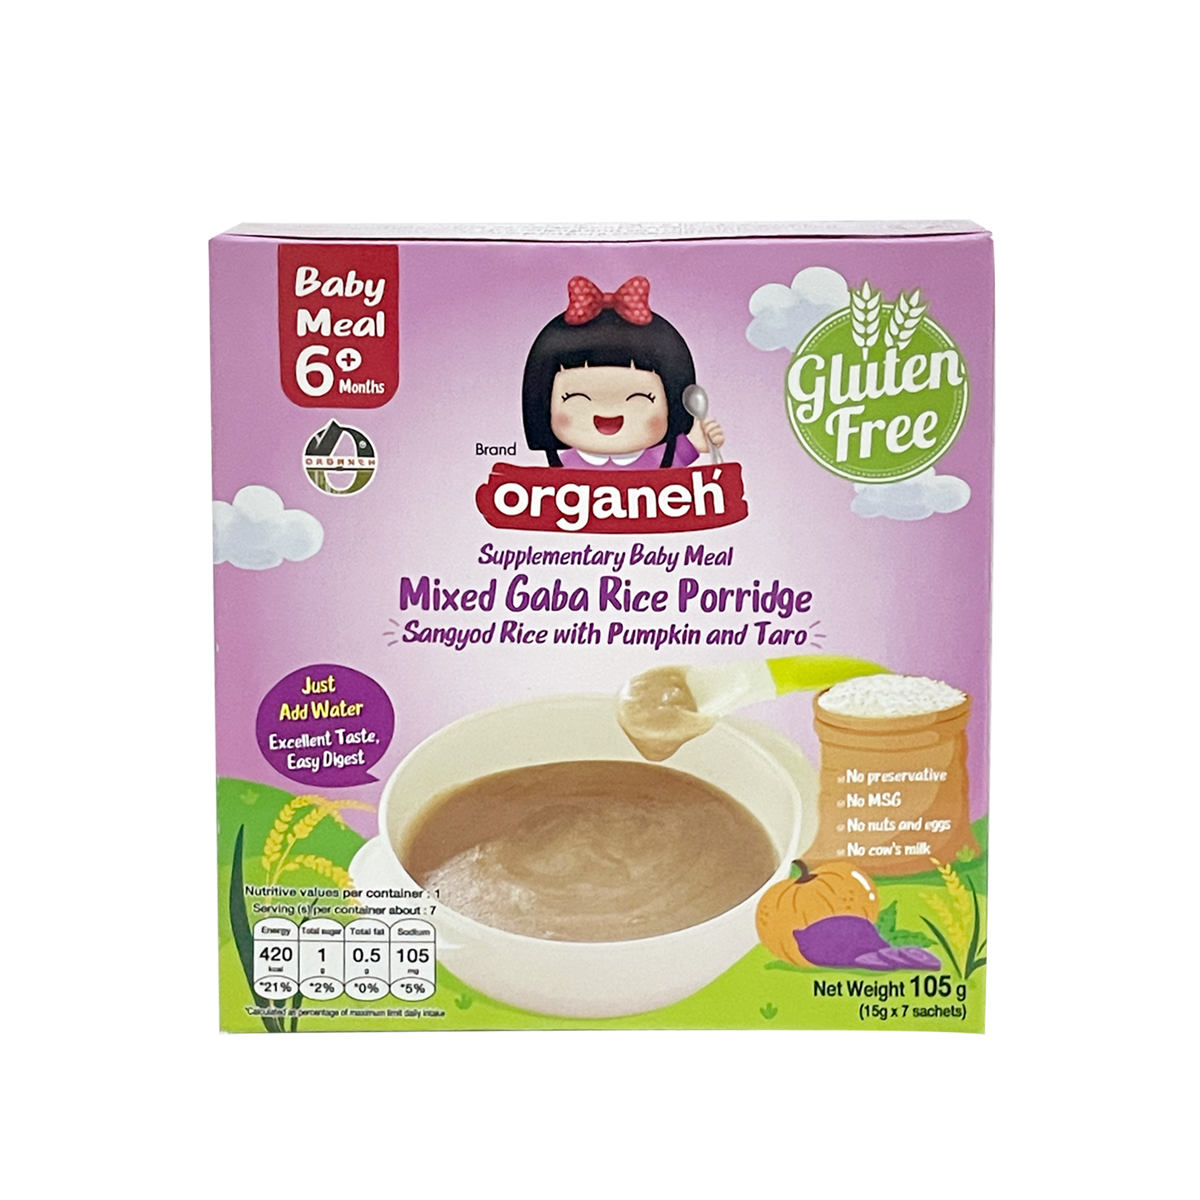 Baby
Meal
6+
Months
Gluten
Free
Brand
organeh
Supplementary Baby Meal
Mixed Gaba Rice Porridge
Sangyod Rice with Pumpkin and Taro
Just
Add Water
Excellent Taste,
Easy Digest
No preservative
No MSG
No nuts and eggs
No cow's milk
Nutritive values per container : 1
Serving (s) per container about : 7
Energy Total sugar Total fat Sodium
420 1 0.5 105
kcal g g mg
*21% *2% *0% *5%
*Calculated as percentage of maximum limit daily intake
Net Weight 105 g
(15g x 7 sachets)